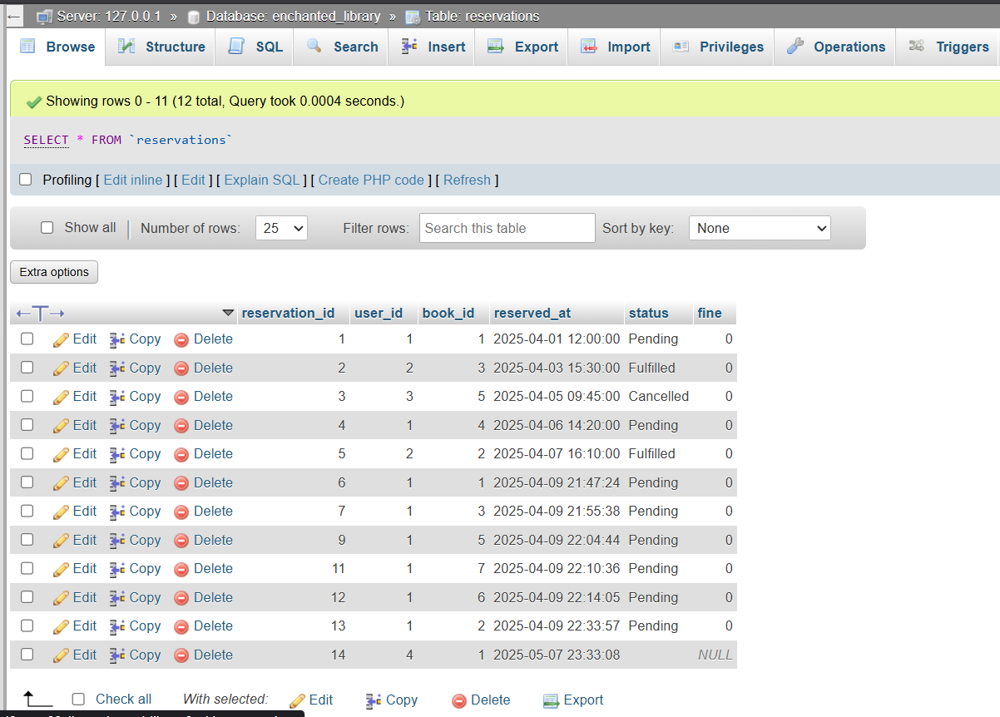 ← Server: 127.0.0.1 » Database: enchanted_library » Table: reservations
Browse Structure SQL Search Insert Export Import Privileges Operations Triggers
Showing rows 0 - 11 (12 total, Query took 0.0004 seconds.)
SELECT * FROM `reservations`
Profiling [ Edit inline ] [ Edit ] [ Explain SQL ] [ Create PHP code ] [ Refresh ]
Show all Number of rows: 25 Filter rows: Search this table Sort by key: None
Extra options
←T→ reservation_id user_id book_id reserved_at status fine
Edit Copy Delete 1 1 1 2025-04-01 12:00:00 Pending 0
Edit Copy Delete 2 2 3 2025-04-03 15:30:00 Fulfilled 0
Edit Copy Delete 3 3 5 2025-04-05 09:45:00 Cancelled 0
Edit Copy Delete 4 1 4 2025-04-06 14:20:00 Pending 0
Edit Copy Delete 5 2 2 2025-04-07 16:10:00 Fulfilled 0
Edit Copy Delete 6 1 1 2025-04-09 21:47:24 Pending 0
Edit Copy Delete 7 1 3 2025-04-09 21:55:38 Pending 0
Edit Copy Delete 9 1 5 2025-04-09 22:04:44 Pending 0
Edit Copy Delete 11 1 7 2025-04-09 22:10:36 Pending 0
Edit Copy Delete 12 1 6 2025-04-09 22:14:05 Pending 0
Edit Copy Delete 13 1 2 2025-04-09 22:33:57 Pending 0
Edit Copy Delete 14 4 1 2025-05-07 23:33:08 NULL
Check all With selected: Edit Copy Delete Export